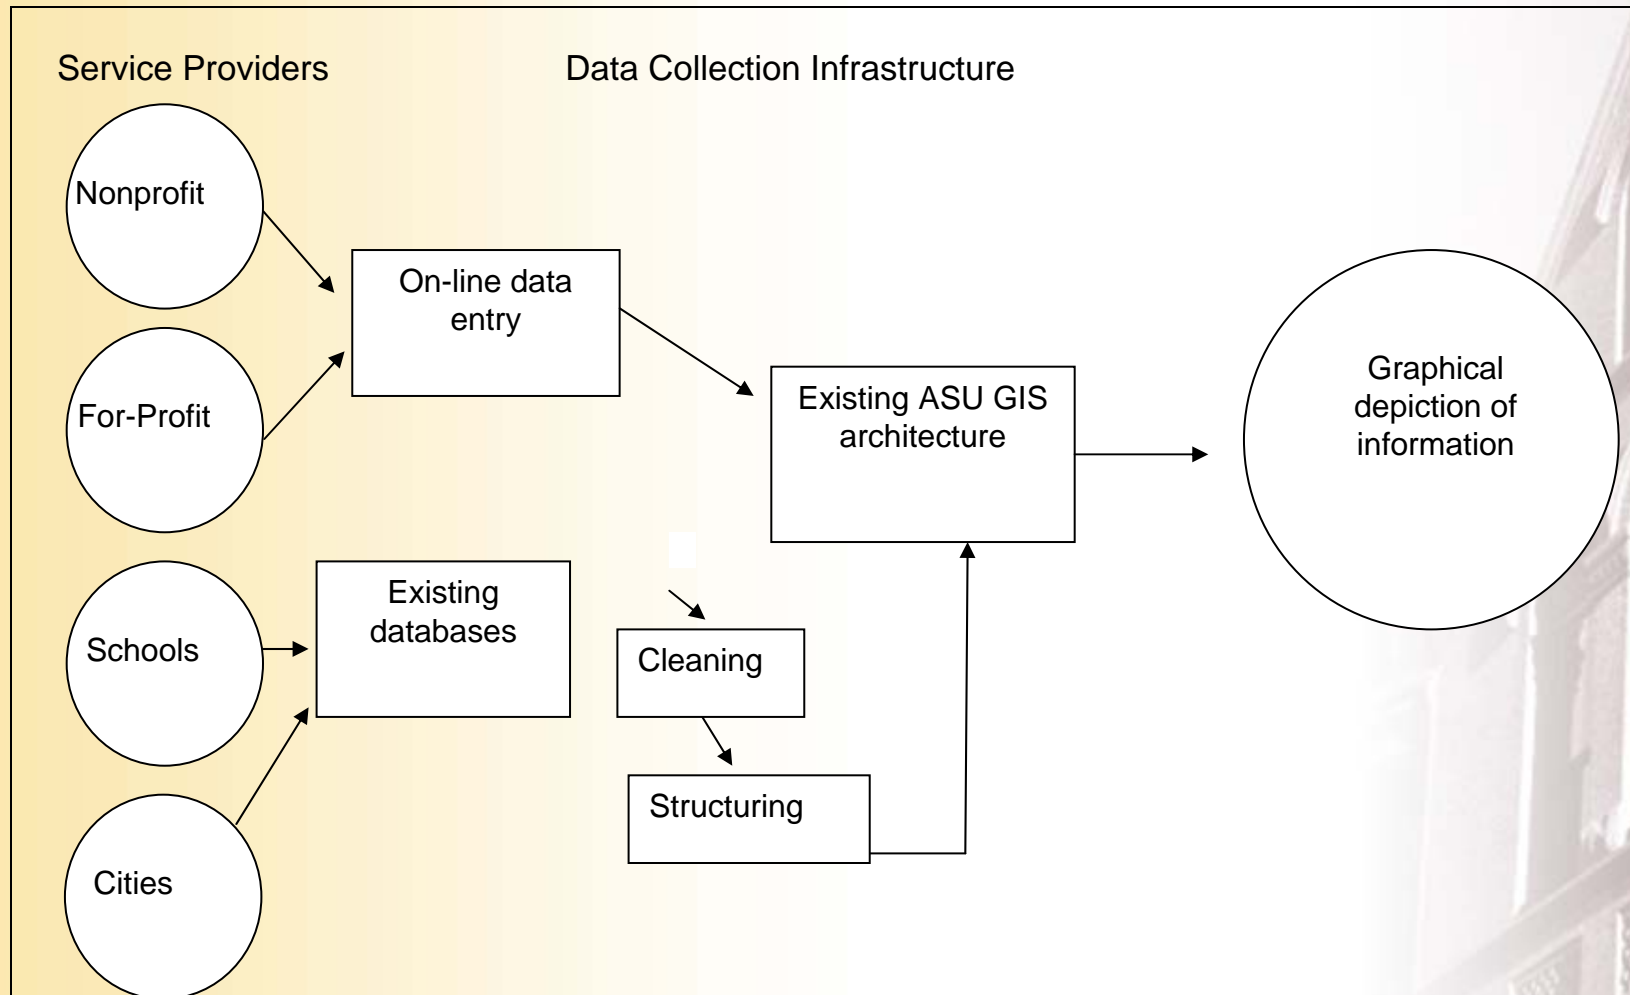 Service Providers
Data Collection Infrastructure
Nonprofit
On-line data
entry
For-Profit
Existing ASU GIS
architecture
Graphical
depiction of
information
Schools
Existing
databases
Cleaning
Structuring
Cities